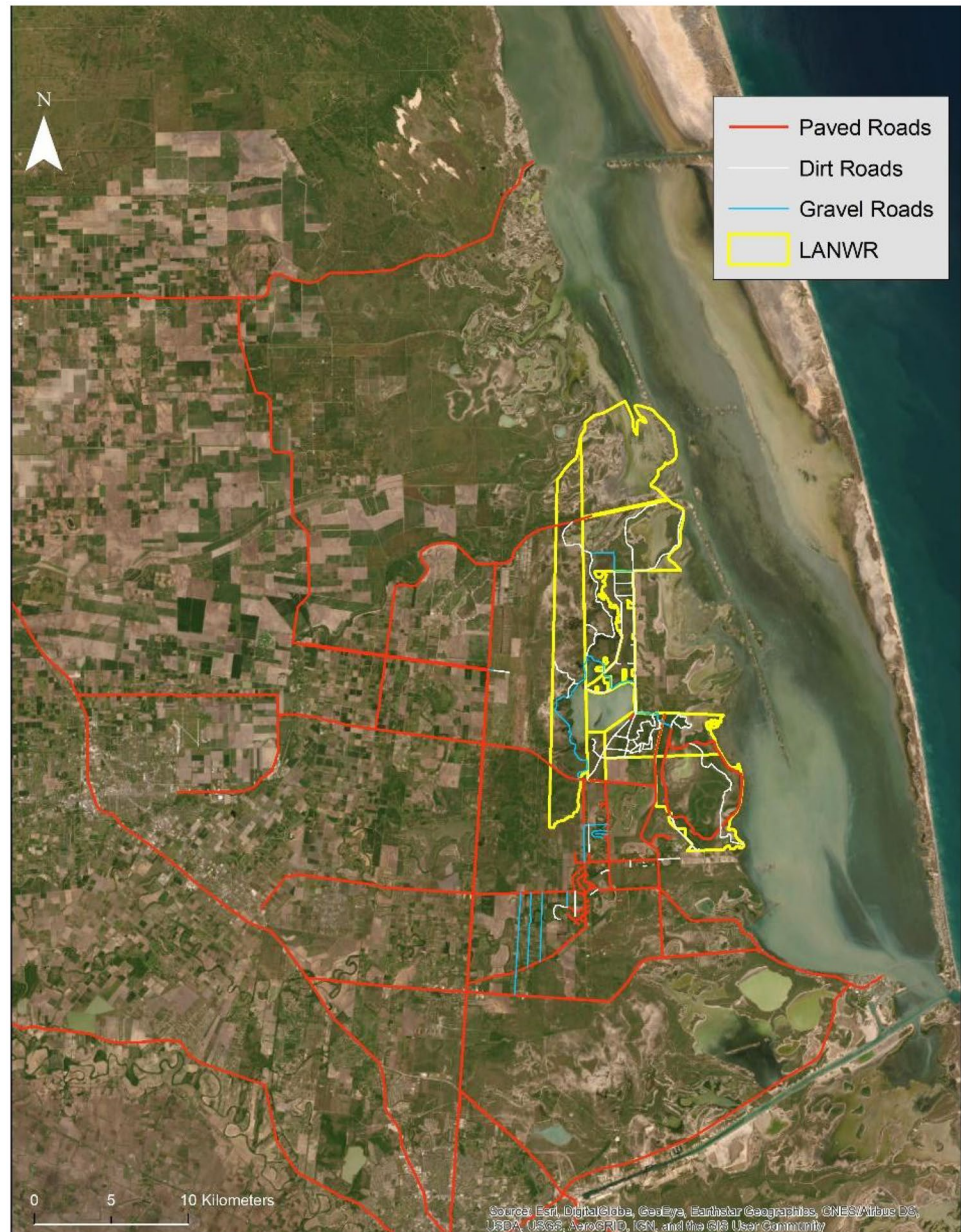 N
Paved Roads
Dirt Roads
Gravel Roads
LANWR
0 5 10 Kilometers
Source: Esri, DigitalGlobe, GeoEye, Earthstar Geographics, CNES/Airbus DS,
USDA, USGS, AeroGRID, IGN, and the GIS User Community